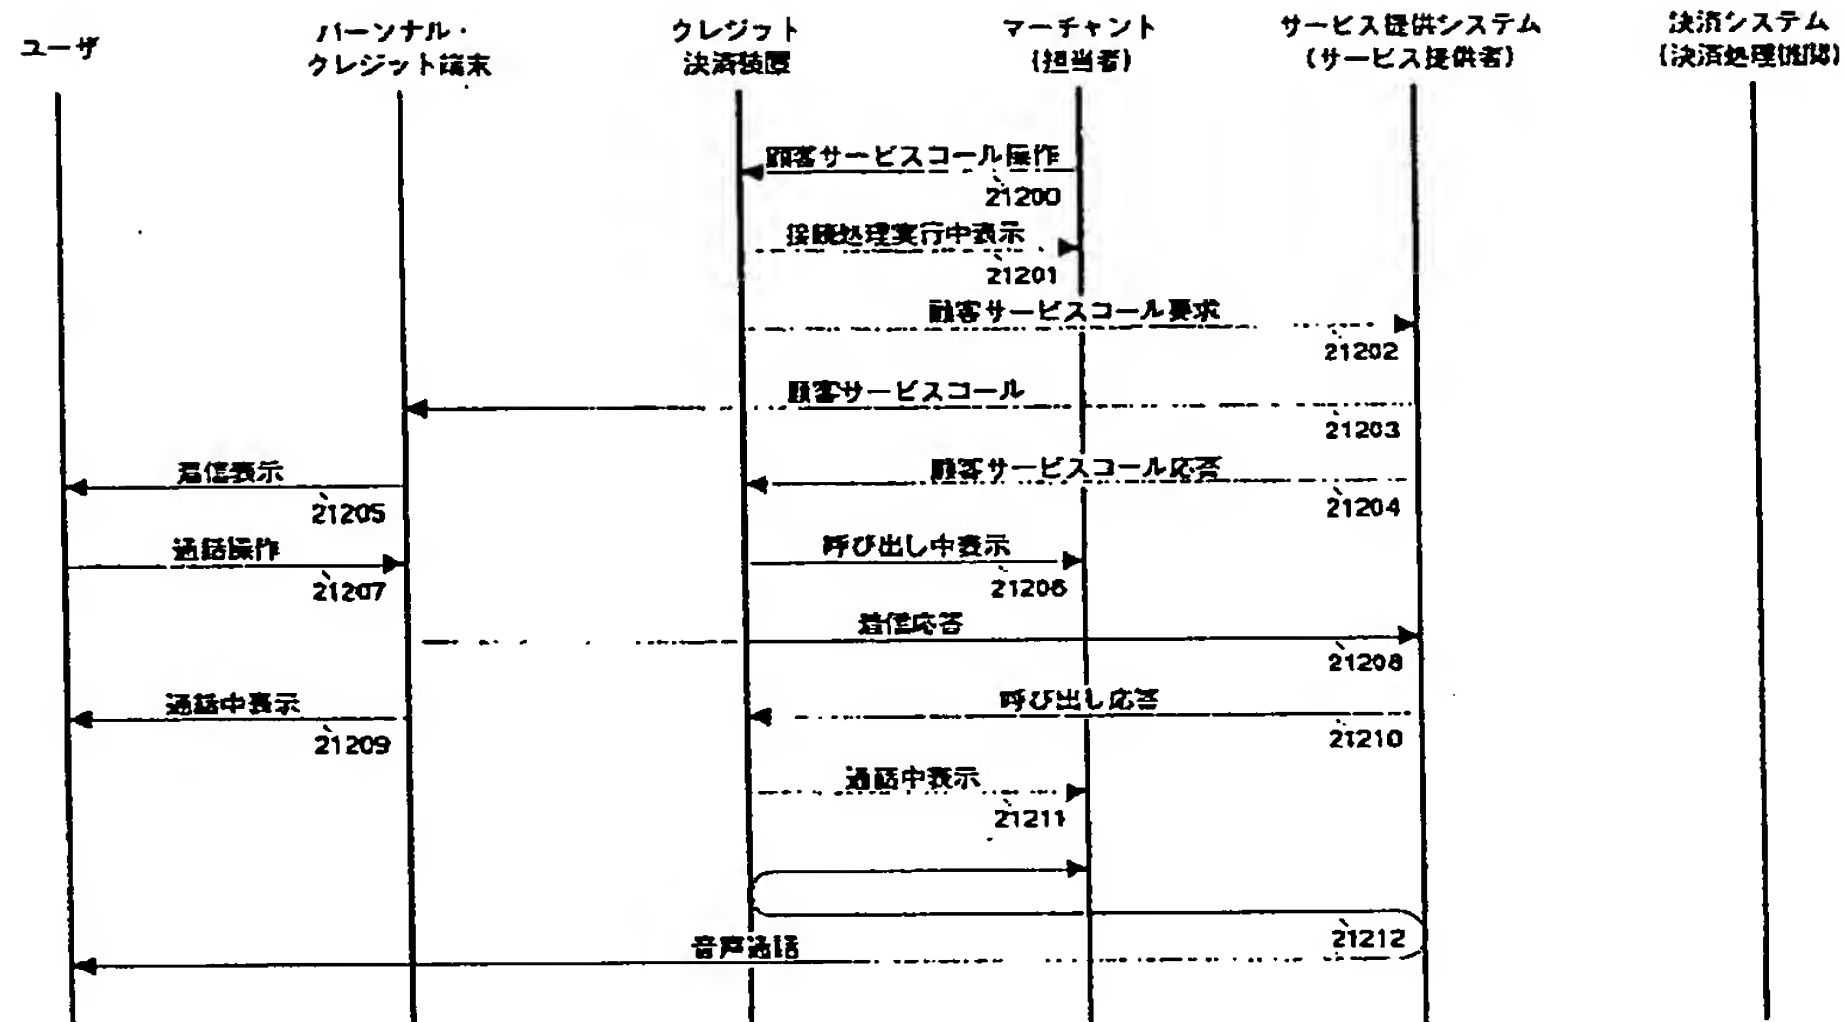 ユーザ
パーソナル・
クレジット端末
クレジット
決済装置
マーチャント
(担当者)
サービス提供システム
(サービス提供者)
決済システム
(決済処理機関)
顧客サービスコール操作
21200
接続処理実行中表示
21201
顧客サービスコール要求
21202
顧客サービスコール
21203
着信表示
21205
顧客サービスコール応答
21204
通話操作
21207
呼び出し中表示
21206
着信応答
21208
通話中表示
21209
呼び出し応答
21210
通話中表示
21211
音声通話
21212